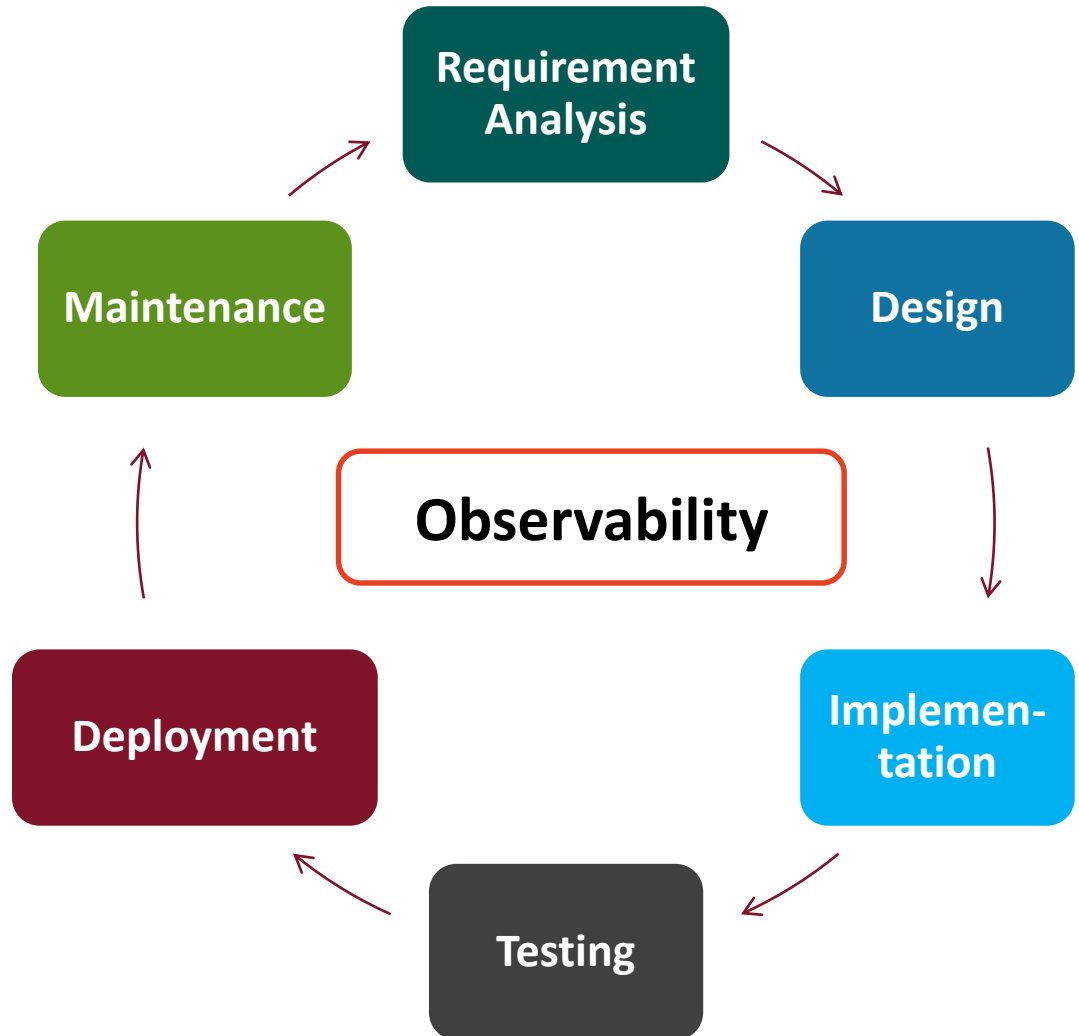 Requirement
Analysis
Design
Implemen-
tation
Testing
Deployment
Maintenance
Observability